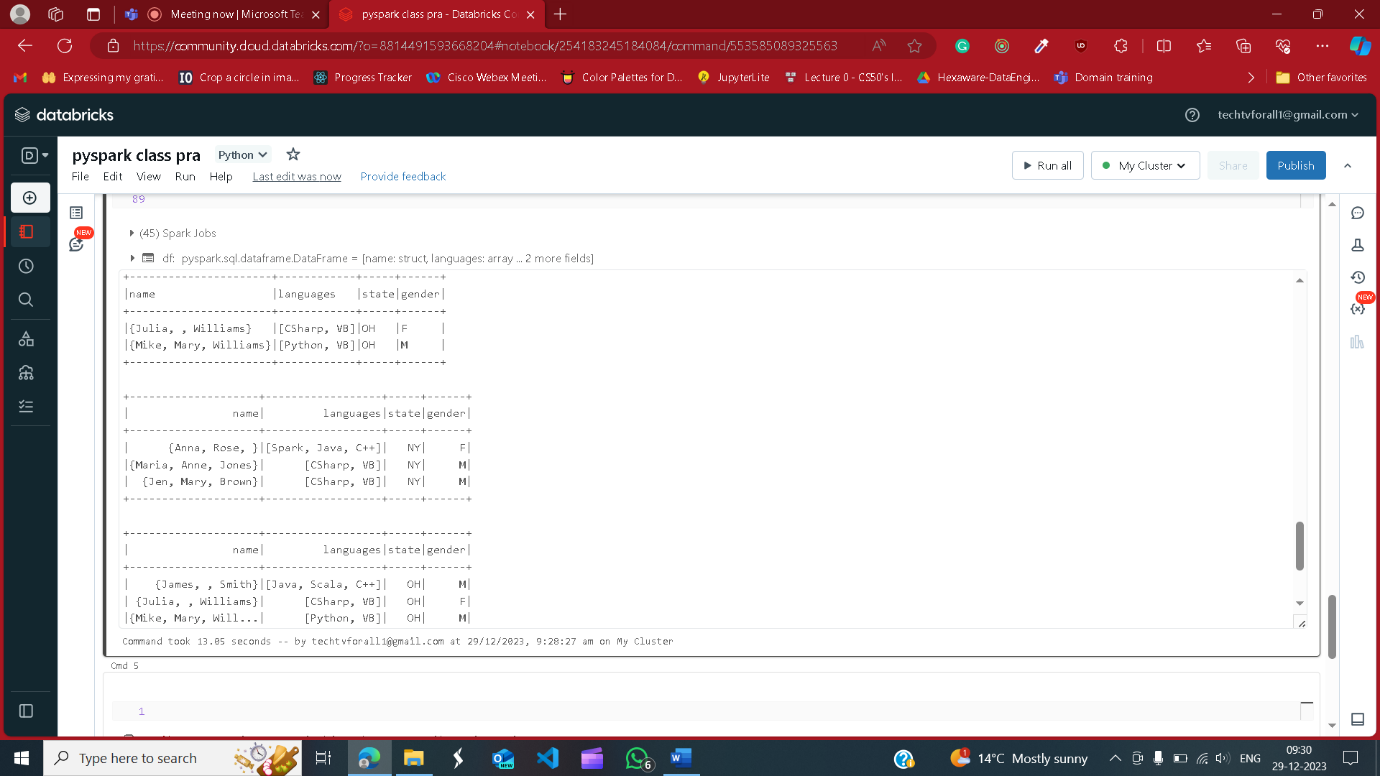 Meeting now | Microsoft Tea
pyspark class pra - Databricks Co
https://community.cloud.databricks.com/?o=8814491593668204#notebook/254183245184084/command/553585089325563
Expressing my grati...
Crop a circle in ima...
Progress Tracker
Cisco Webex Meeti...
Color Palettes for D...
JupyterLite
Lecture 0 - CS50's I...
Hexaware-DataEngi...
Domain training
Other favorites
databricks
techtvforall1@gmail.com
pyspark class pra
Python
File
Edit
View
Run
Help
Last edit was now
Provide feedback
Run all
My Cluster
Share
Publish
D
NEW
NEW
89
(45) Spark Jobs
df: pyspark.sql.dataframe.DataFrame = [name: struct, languages: array ... 2 more fields]
+----------------------+------------+-----+------+
|name                  |languages   |state|gender|
+----------------------+------------+-----+------+
|{Julia, , Williams}   |[CSharp, VB]|OH   |F     |
|{Mike, Mary, Williams}|[Python, VB]|OH   |M     |
+----------------------+------------+-----+------+
+--------------------+------------------+-----+------+
|                name|         languages|state|gender|
+--------------------+------------------+-----+------+
|      {Anna, Rose, }|[Spark, Java, C++]|   NY|     F|
|{Maria, Anne, Jones}|      [CSharp, VB]|   NY|     M|
|  {Jen, Mary, Brown}|      [CSharp, VB]|   NY|     M|
+--------------------+------------------+-----+------+
+--------------------+------------------+-----+------+
|                name|         languages|state|gender|
+--------------------+------------------+-----+------+
|    {James, , Smith}|[Java, Scala, C++]|   OH|     M|
| {Julia, , Williams}|      [CSharp, VB]|   OH|     F|
|{Mike, Mary, Will...|      [Python, VB]|   OH|     M|
Command took 13.05 seconds -- by techtvforall1@gmail.com at 29/12/2023, 9:28:27 am on My Cluster
Cmd 5
1
Type here to search
6
1
14°C Mostly sunny
ENG
09:30
29-12-2023